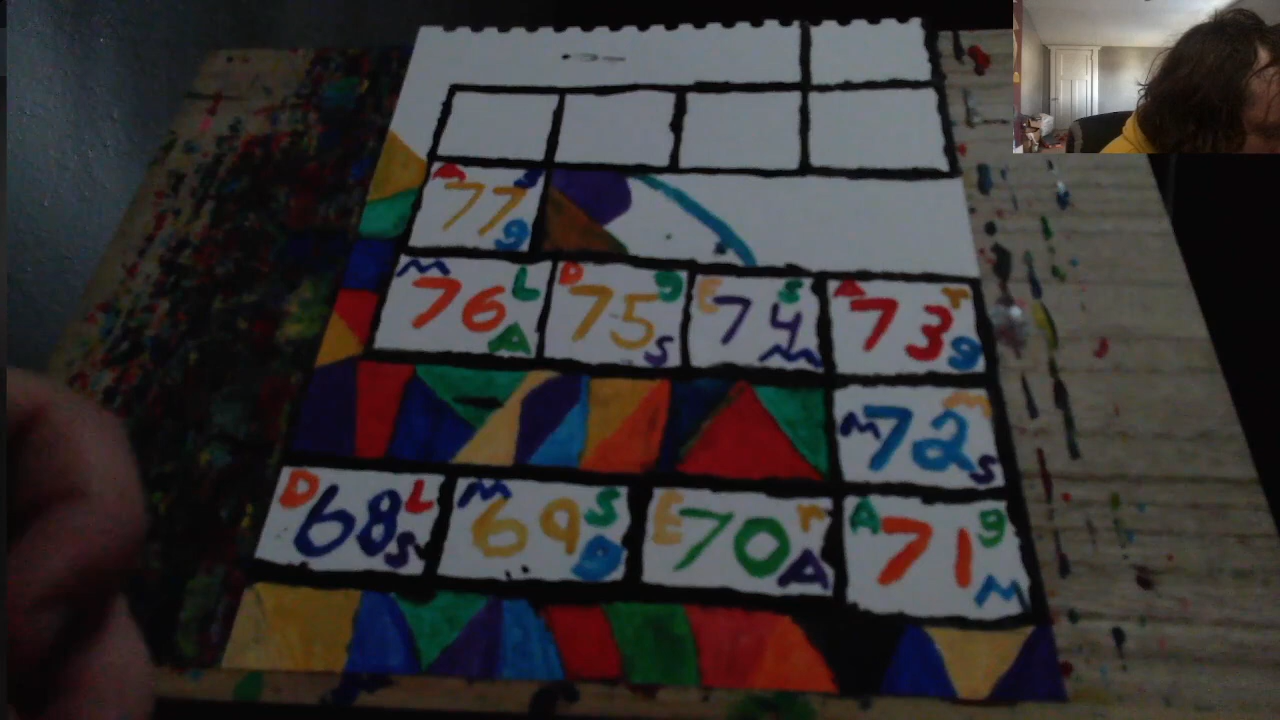 A 77 S g
M 76 L A
D 75 g S
E 74 S M
A 73 r g
M 72 M S
D 68 L S
M 69 S g
E 70 r A
A 71 g M